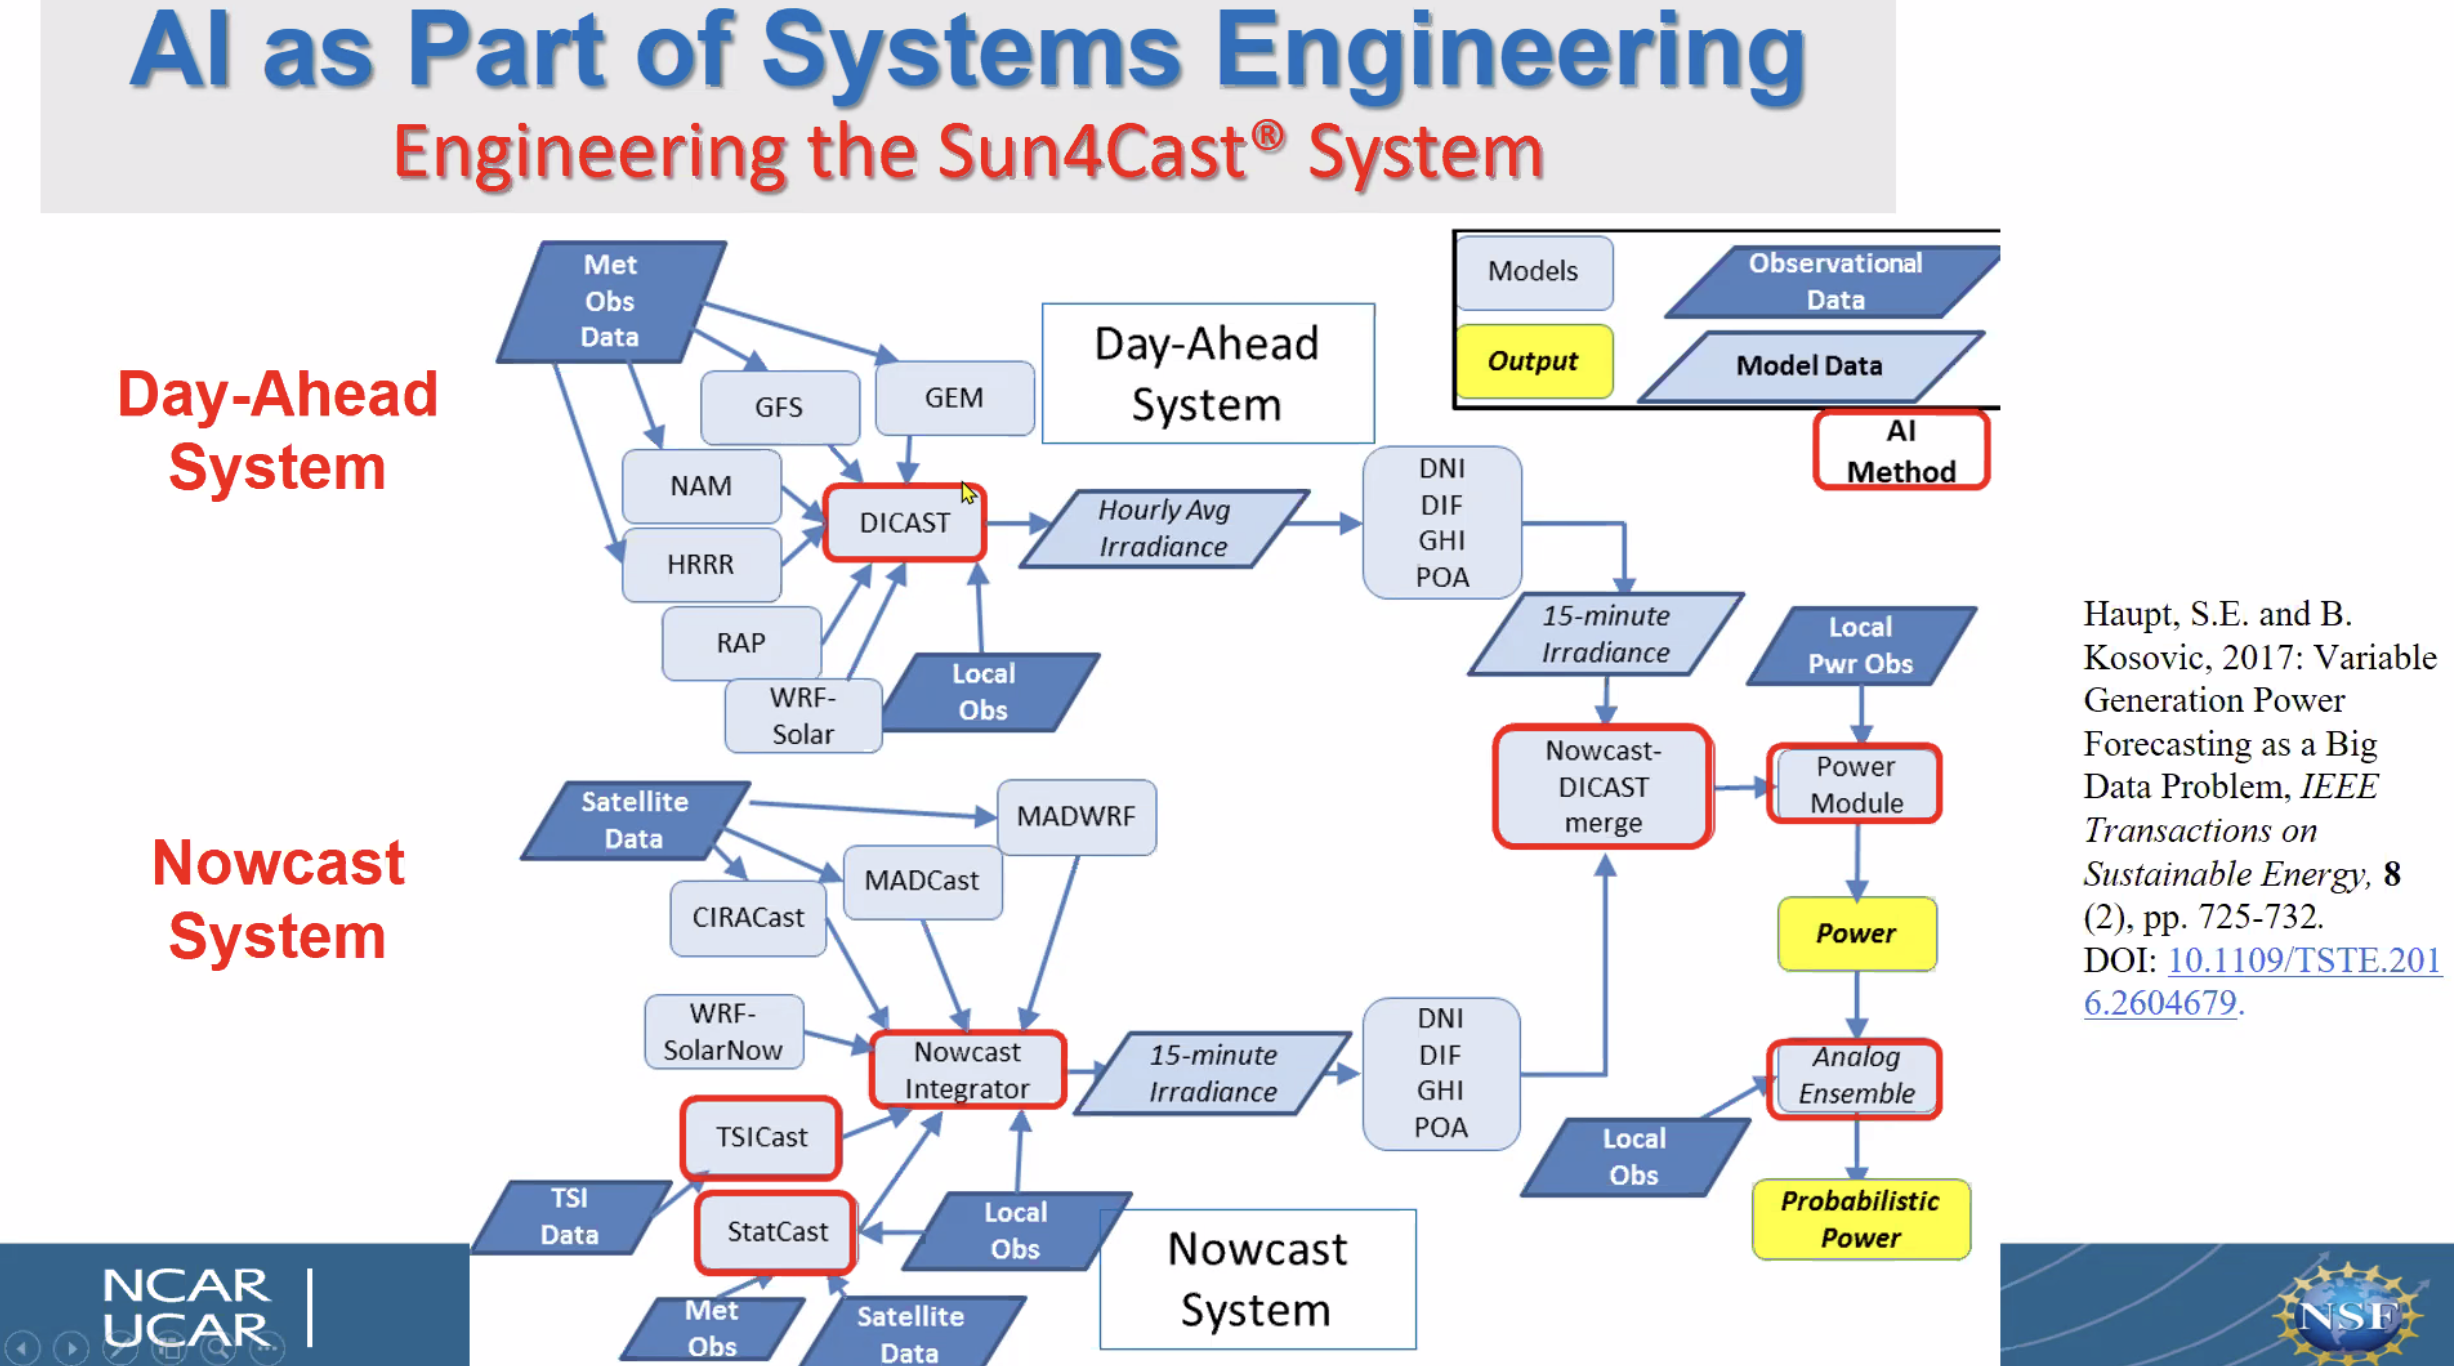 AI as Part of Systems Engineering
Engineering the Sun4Cast® System
Day-Ahead
System
Met
Obs
Data
GFS
GEM
NAM
HRRR
RAP
WRF-
Solar
DICAST
Local
Obs
Day-Ahead
System
Hourly Avg
Irradiance
DNI
DIF
GHI
POA
Models
Observational
Data
Output
Model Data
AI
Method
15-minute
Irradiance
Local
Pwr Obs
Nowcast-
DICAST
merge
Power
Module
Power
Analog
Ensemble
Local
Obs
Probabilistic
Power
Nowcast
System
Satellite
Data
MADWRF
MADCast
CIRACast
WRF-
SolarNow
Nowcast
Integrator
TSICast
TSI
Data
StatCast
Local
Obs
Met
Obs
Satellite
Data
15-minute
Irradiance
DNI
DIF
GHI
POA
Nowcast
System
Haupt, S.E. and B.
Kosovic, 2017: Variable
Generation Power
Forecasting as a Big
Data Problem, IEEE
Transactions on
Sustainable Energy, 8
(2), pp. 725-732.
DOI: 10.1109/TSTE.201
6.2604679.
NCAR
UCAR
NSF